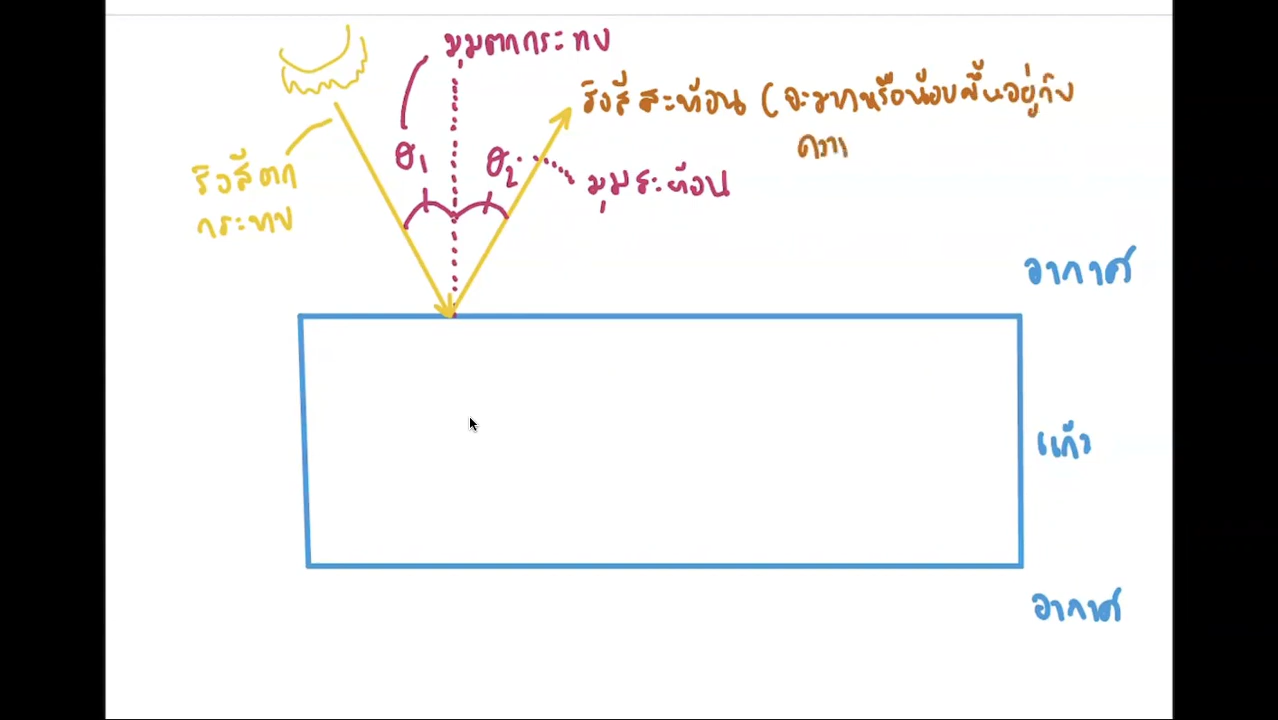 มุมตกกระทบ
รังสีสะท้อน (จะมากหรือน้อยขึ้นอยู่กับ
ความ
θ1
θ2
มุมสะท้อน
รังสีตก
กระทบ
อากาศ
แก้ว
อากาศ